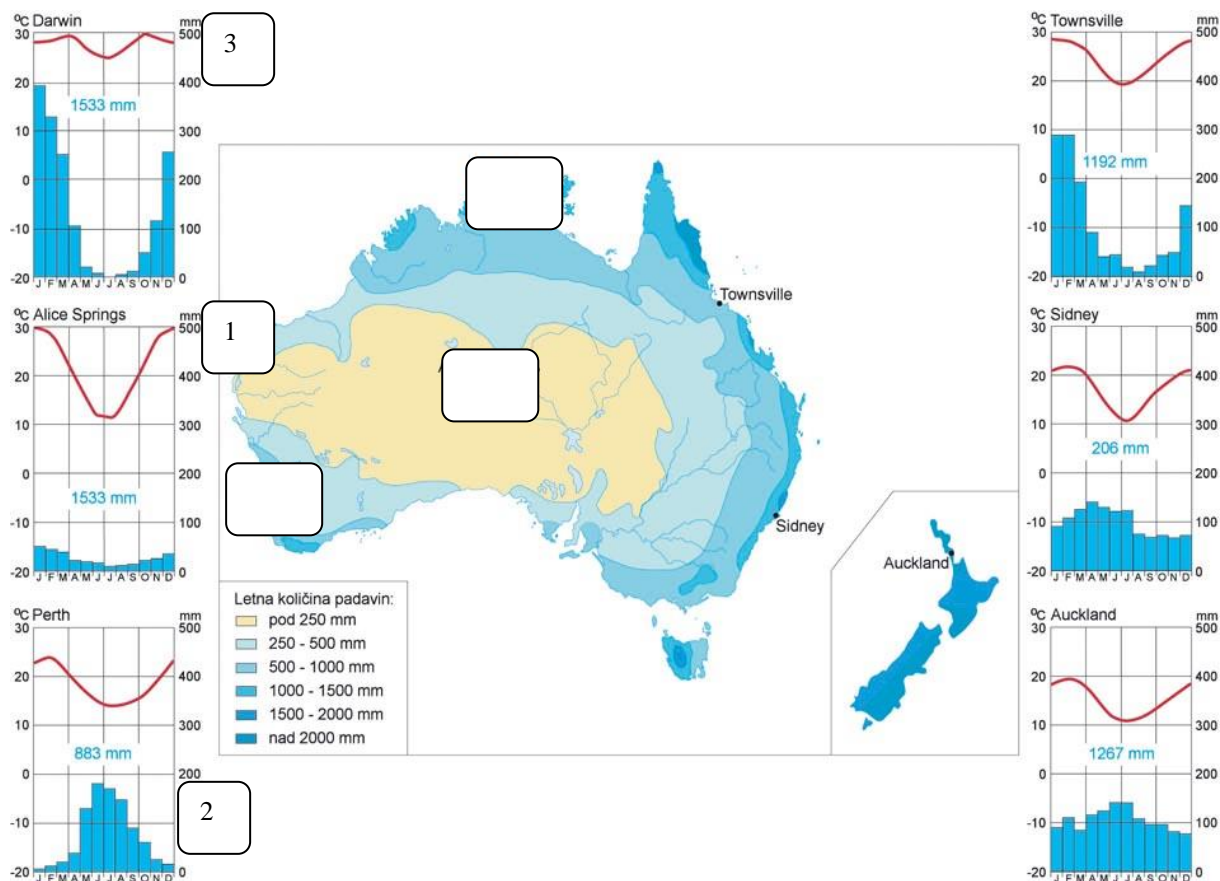 ºC Darwin mm
30 500
3
20 400
1533 mm
10 300
0 200
-10 100
-20 0
J F M A M J J A S O N D
ºC Alice Springs mm
30 500
1
20 400
10 300
0 200
1533 mm
-10 100
-20 0
J F M A M J J A S O N D
ºC Perth mm
30 500
20 400
10 300
883 mm
0 200
2
-10 100
-20 0
J F M A M J J A S O N D
Townsville
Sidney
Auckland
Letna količina padavin:
pod 250 mm
250 - 500 mm
500 - 1000 mm
1000 - 1500 mm
1500 - 2000 mm
nad 2000 mm
ºC Townsville mm
30 500
20 400
10 300
1192 mm
0 200
-10 100
-20 0
J F M A M J J A S O N D
ºC Sidney mm
30 500
20 400
10 300
206 mm
0 200
-10 100
-20 0
J F M A M J J A S O N D
ºC Auckland mm
30 500
20 400
10 300
1267 mm
0 200
-10 100
-20 0
J F M A M J J A S O N D